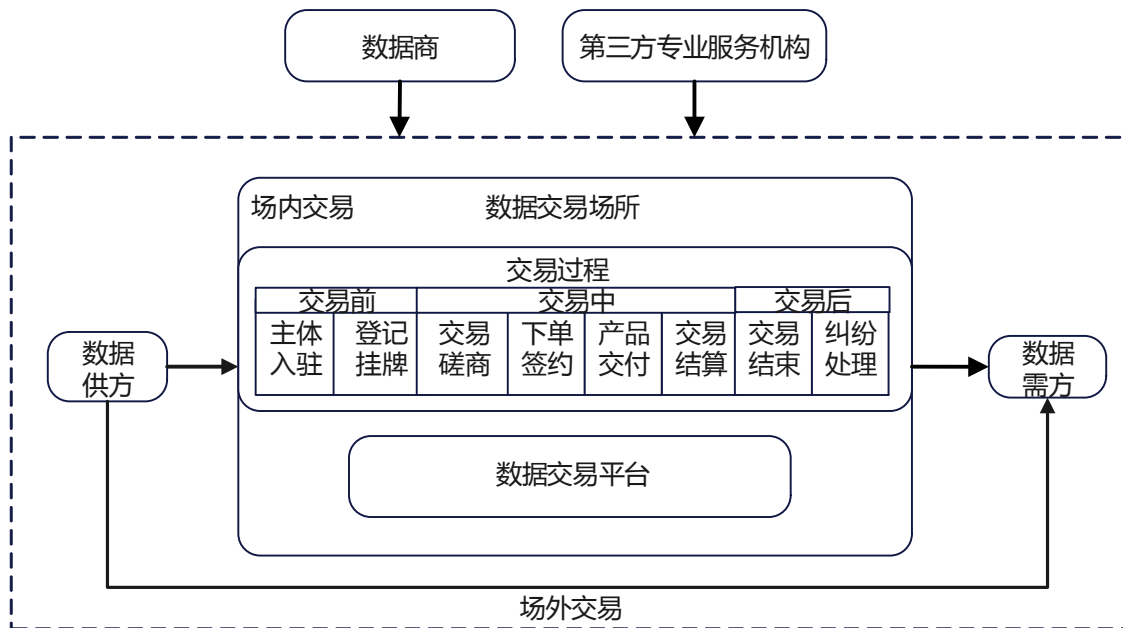 数据商
第三方专业服务机构
场内交易
数据交易场所
交易过程
交易前
交易中
交易后
主体
入驻
登记
挂牌
交易
磋商
下单
签约
产品
交付
交易
结算
交易
结束
纠纷
处理
数据
供方
数据
需方
数据交易平台
场外交易